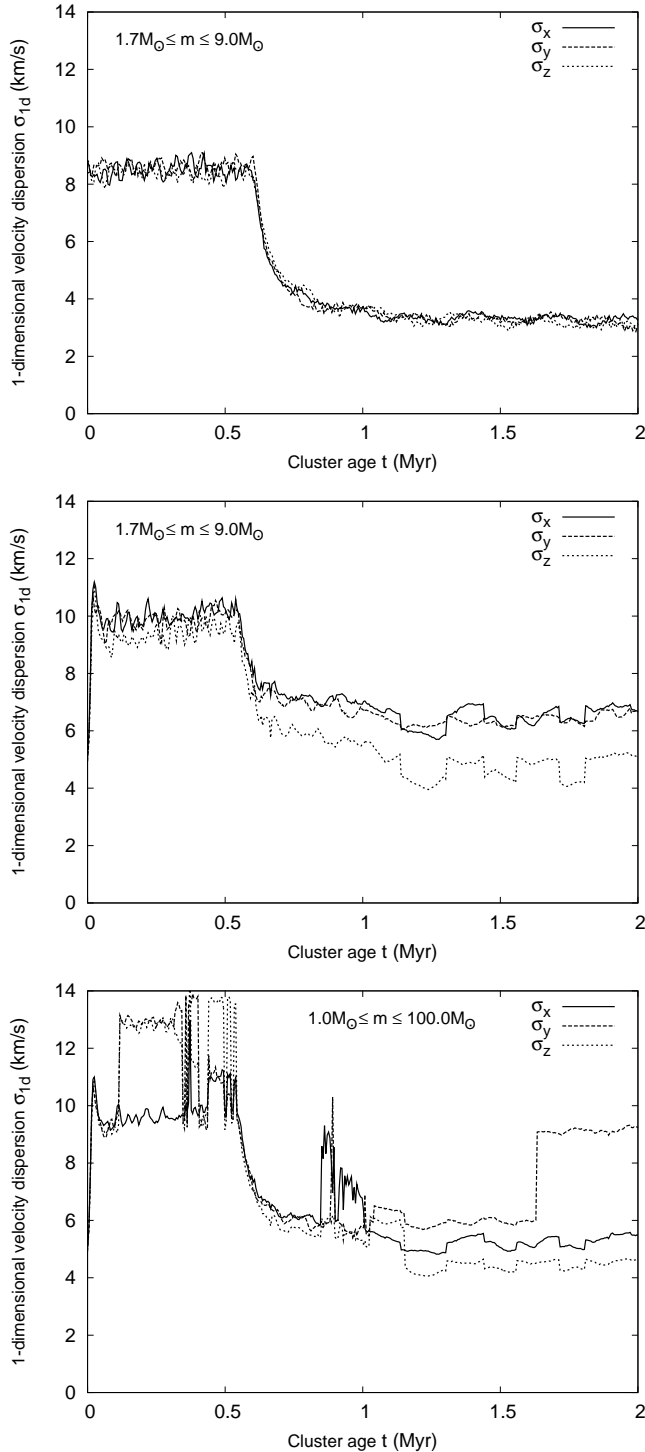 14
12
10
8
6
4
2
0
1-dimensional velocity dispersion σ1d (km/s)
1.7M⊙≤ m ≤ 9.0M⊙
σx
σy
σz
0 0.5 1 1.5 2
Cluster age t (Myr)
14
12
10
8
6
4
2
0
1-dimensional velocity dispersion σ1d (km/s)
1.7M⊙≤ m ≤ 9.0M⊙
σx
σy
σz
0 0.5 1 1.5 2
Cluster age t (Myr)
14
12
10
8
6
4
2
0
1-dimensional velocity dispersion σ1d (km/s)
1.0M⊙≤ m ≤ 100.0M⊙
σx
σy
σz
0 0.5 1 1.5 2
Cluster age t (Myr)